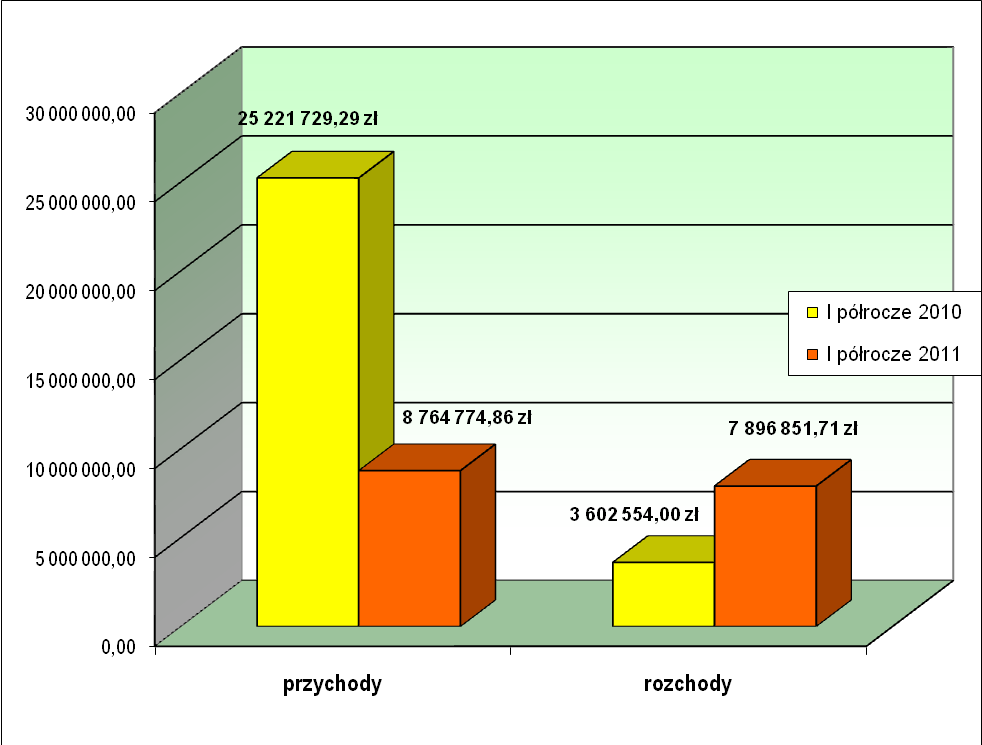 30 000 000,00
25 000 000,00
20 000 000,00
15 000 000,00
10 000 000,00
5 000 000,00
0,00
25 221 729,29 zł
8 764 774,86 zł
3 602 554,00 zł
7 896 851,71 zł
I półrocze 2010
I półrocze 2011
przychody
rozchody